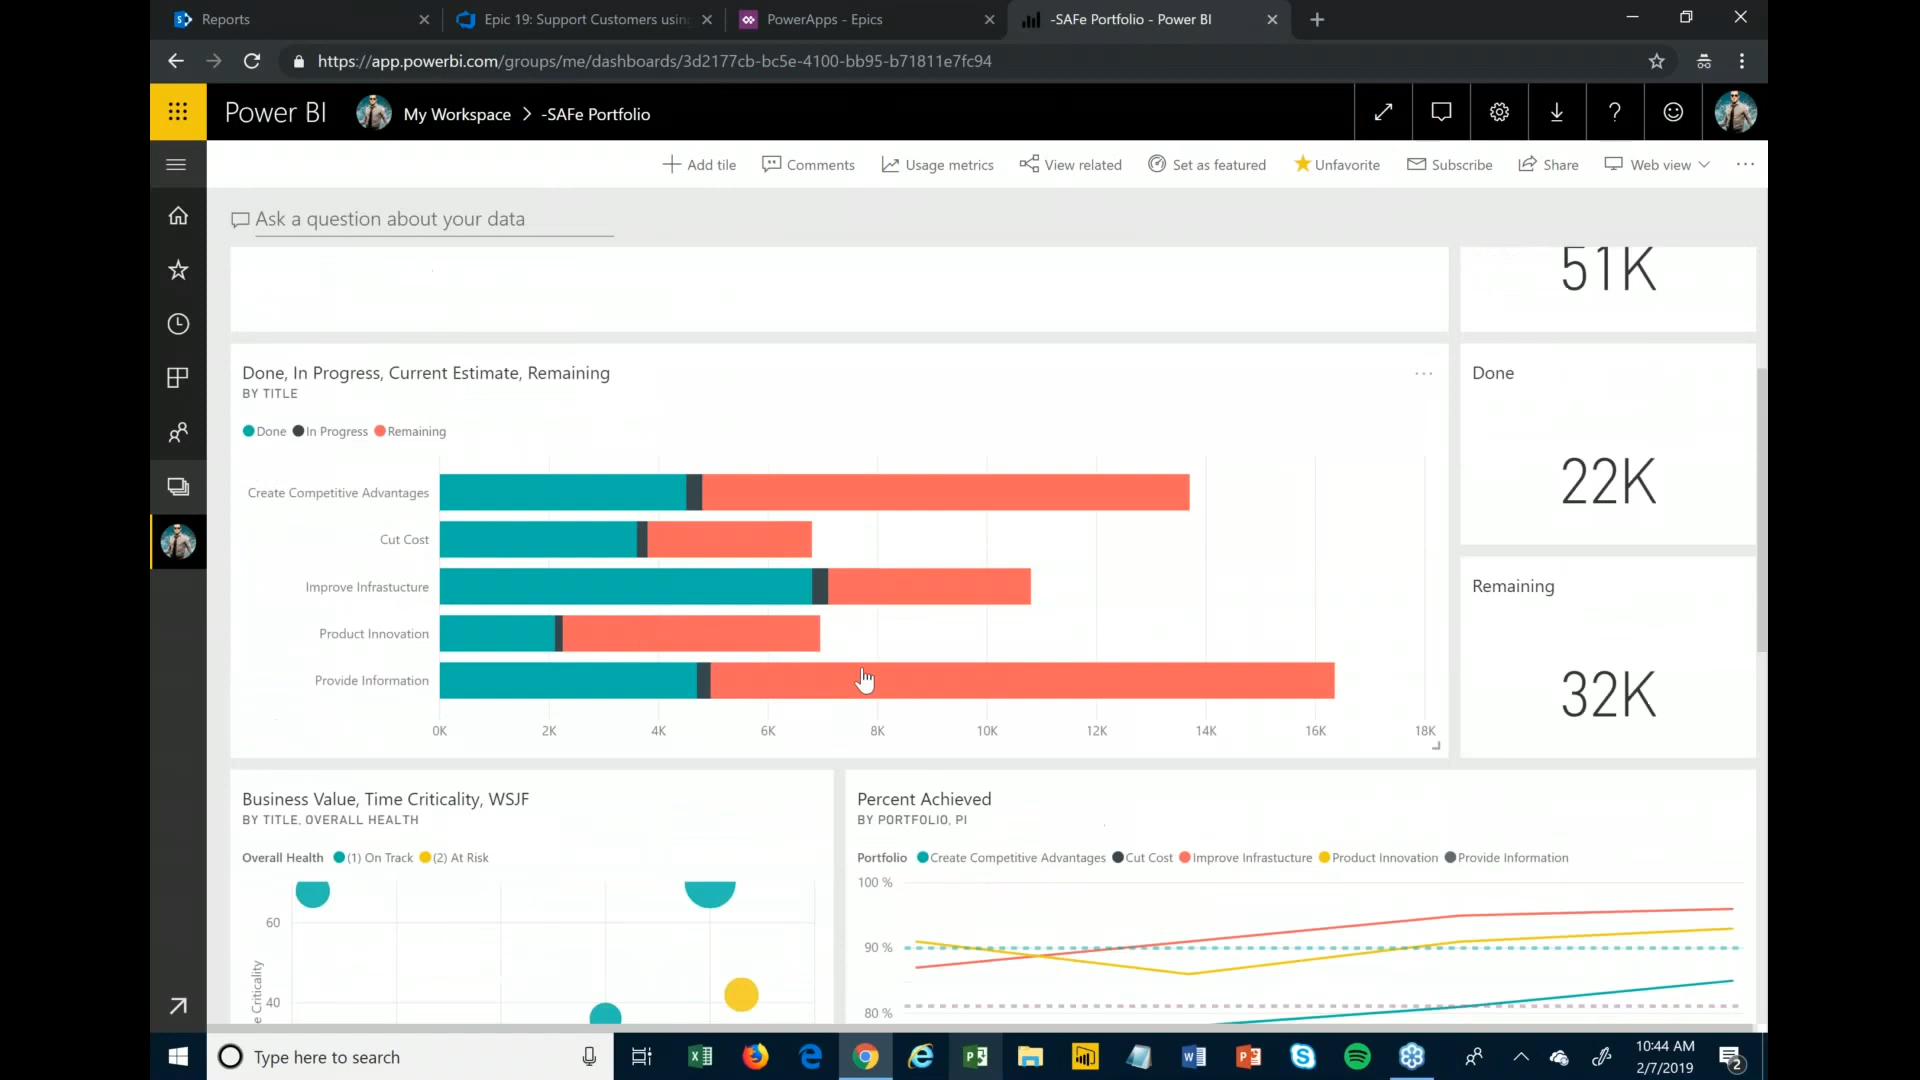 Reports
Epic 19: Support Customers usin
PowerApps - Epics
-SAFe Portfolio - Power BI
https://app.powerbi.com/groups/me/dashboards/3d2177cb-bc5e-4100-bb95-b71811e7fc94
Power BI
My Workspace > -SAFe Portfolio
Add tile
Comments
Usage metrics
View related
Set as featured
Unfavorite
Subscribe
Share
Web view
Ask a question about your data
51K
Done, In Progress, Current Estimate, Remaining
BY TITLE
Done In Progress Remaining
Create Competitive Advantages
Cut Cost
Improve Infrastucture
Product Innovation
Provide Information
0K 2K 4K 6K 8K 10K 12K 14K 16K 18K
Done
22K
Remaining
32K
Business Value, Time Criticality, WSJF
BY TITLE, OVERALL HEALTH
Overall Health (1) On Track (2) At Risk
60
40
e Criticality
Percent Achieved
BY PORTFOLIO, PI
Portfolio Create Competitive Advantages Cut Cost Improve Infrastucture Product Innovation Provide Information
100 %
90 %
80 %
Type here to search
10:44 AM
2/7/2019
2